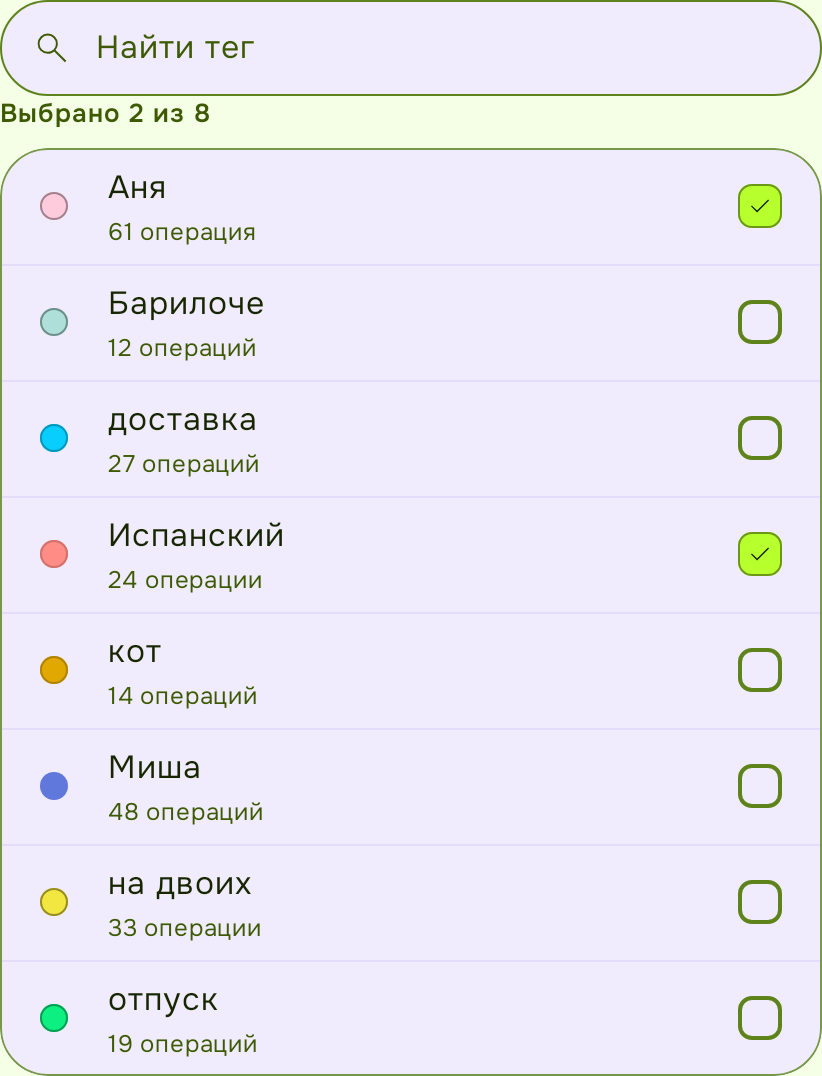 Найти тег
Выбрано 2 из 8
Аня
61 операция
Барилоче
12 операций
доставка
27 операций
Испанский
24 операции
кот
14 операций
Миша
48 операций
на двоих
33 операции
отпуск
19 операций